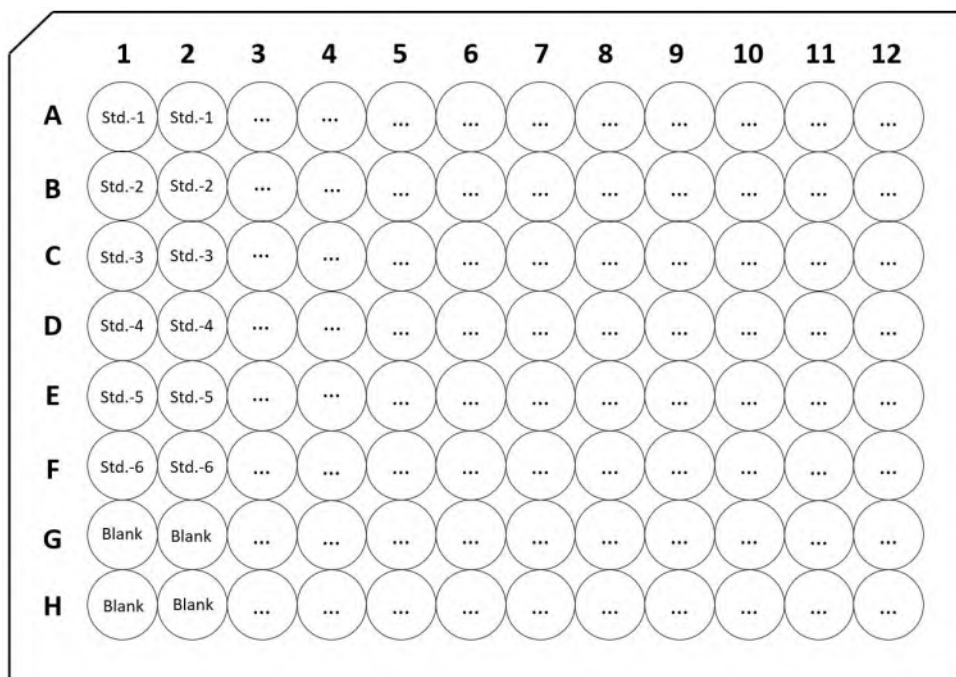 1 2 3 4 5 6 7 8 9 10 11 12
A Std.-1 Std.-1 ... ... ... ... ... ... ... ... ... ...
B Std.-2 Std.-2 ... ... ... ... ... ... ... ... ... ...
C Std.-3 Std.-3 ... ... ... ... ... ... ... ... ... ...
D Std.-4 Std.-4 ... ... ... ... ... ... ... ... ... ...
E Std.-5 Std.-5 ... ... ... ... ... ... ... ... ... ...
F Std.-6 Std.-6 ... ... ... ... ... ... ... ... ... ...
G Blank Blank ... ... ... ... ... ... ... ... ... ...
H Blank Blank ... ... ... ... ... ... ... ... ... ...